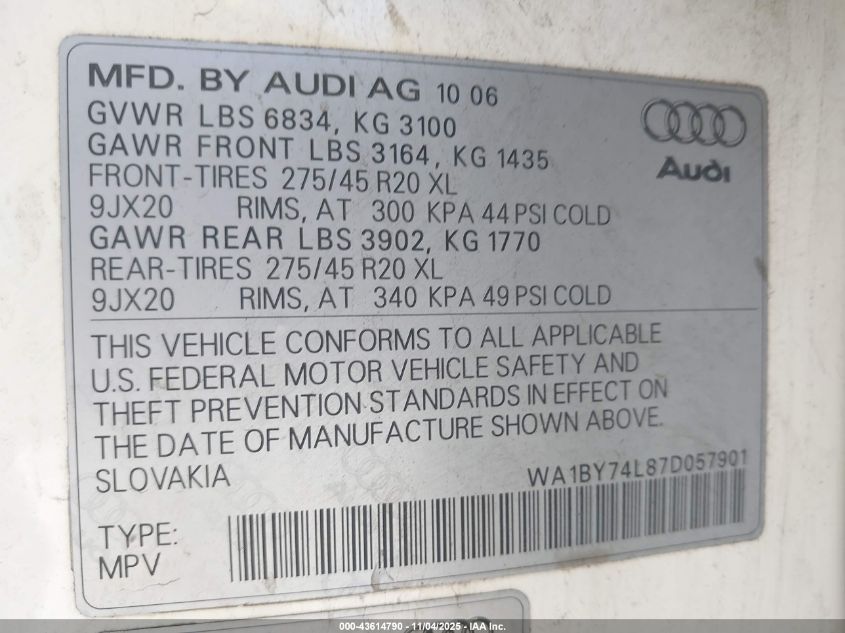 MFD. BY AUDI AG 10 06
GVWR LBS 6834, KG 3100
GAWR FRONT LBS 3164, KG 1435
FRONT-TIRES 275/45 R20 XL
9JX20 RIMS, AT 300 KPA 44 PSI COLD
GAWR REAR LBS 3902, KG 1770
REAR-TIRES 275/45 R20 XL
9JX20 RIMS, AT 340 KPA 49 PSI COLD
Audi
THIS VEHICLE CONFORMS TO ALL APPLICABLE
U.S. FEDERAL MOTOR VEHICLE SAFETY AND
THEFT PREVENTION STANDARDS IN EFFECT ON
THE DATE OF MANUFACTURE SHOWN ABOVE.
SLOVAKIA WA1BY74L87D057901
TYPE:
MPV
000-43614790 - 11/04/2025 - IAA, Inc.